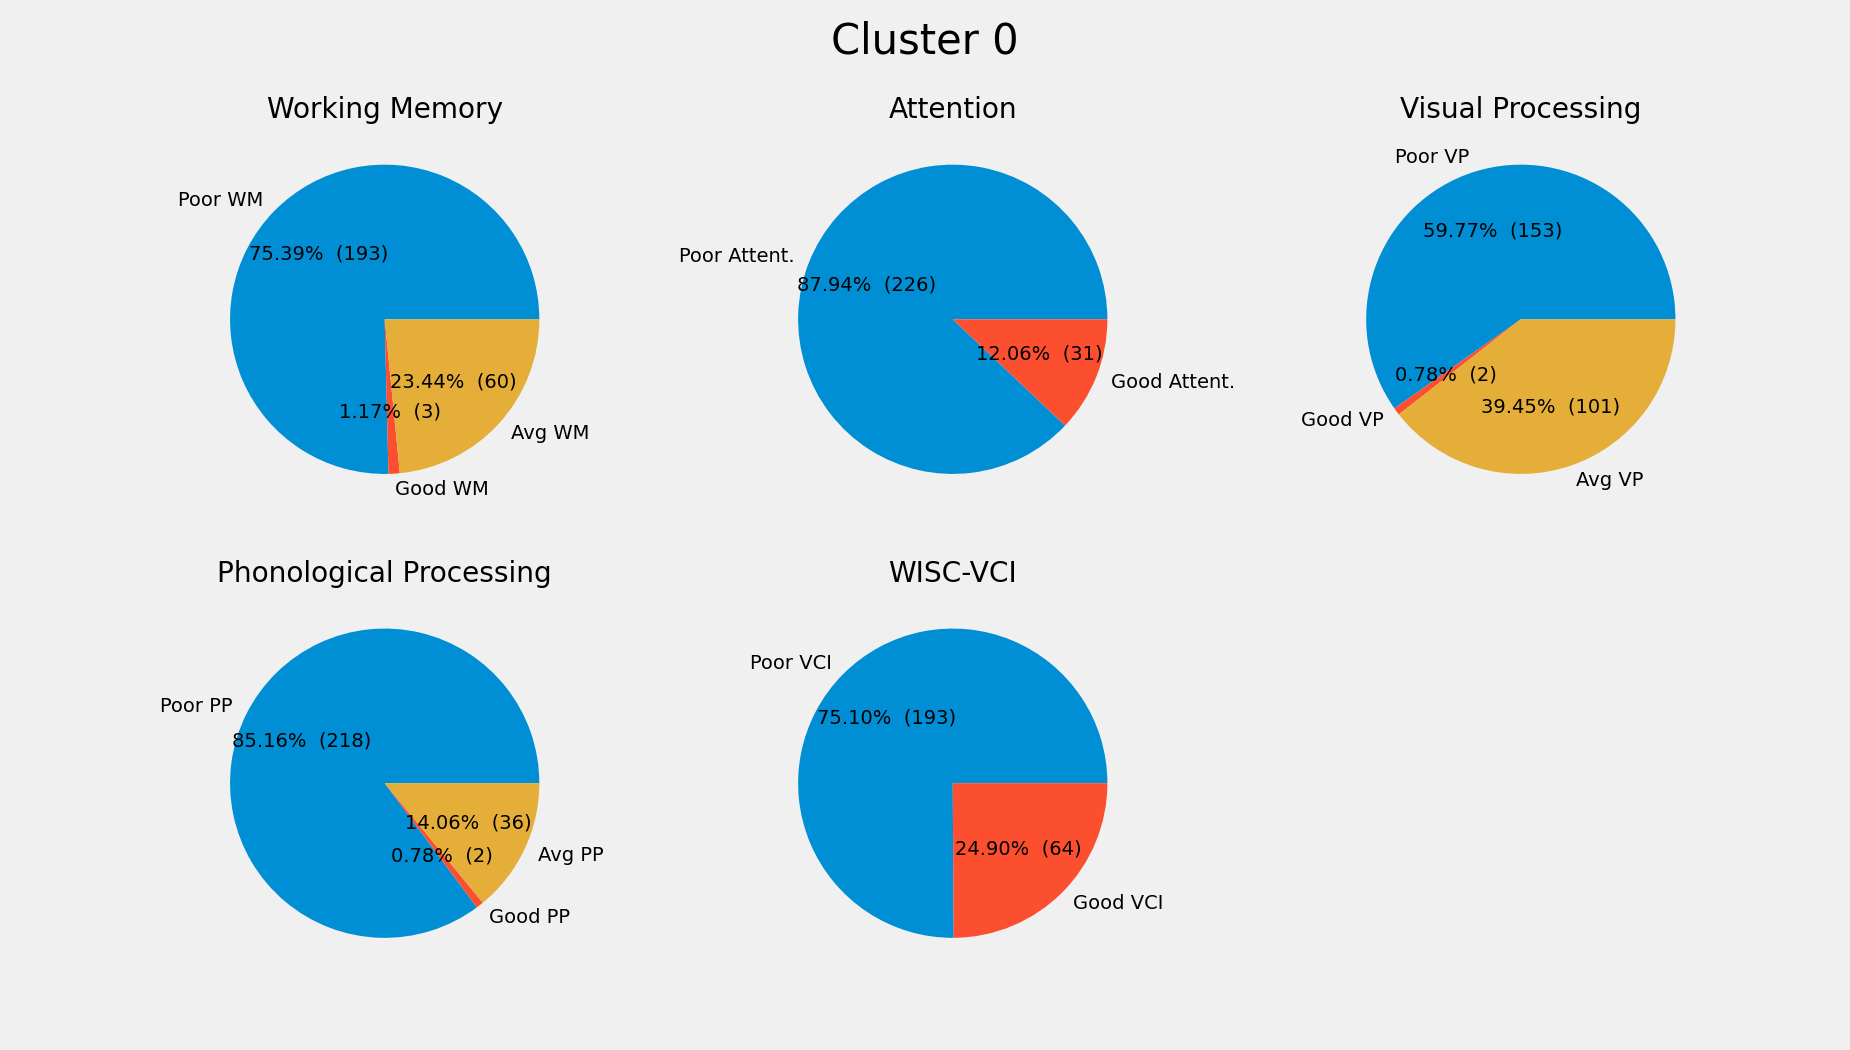 Cluster 0
Working Memory
Poor WM
75.39%  (193)
23.44%  (60)
1.17%  (3)
Avg WM
Good WM
Attention
Poor Attent.
87.94%  (226)
12.06%  (31)
Good Attent.
Visual Processing
Poor VP
59.77%  (153)
0.78%  (2)
39.45%  (101)
Good VP
Avg VP
Phonological Processing
Poor PP
85.16%  (218)
14.06%  (36)
0.78%  (2)
Avg PP
Good PP
WISC-VCI
Poor VCI
75.10%  (193)
24.90%  (64)
Good VCI